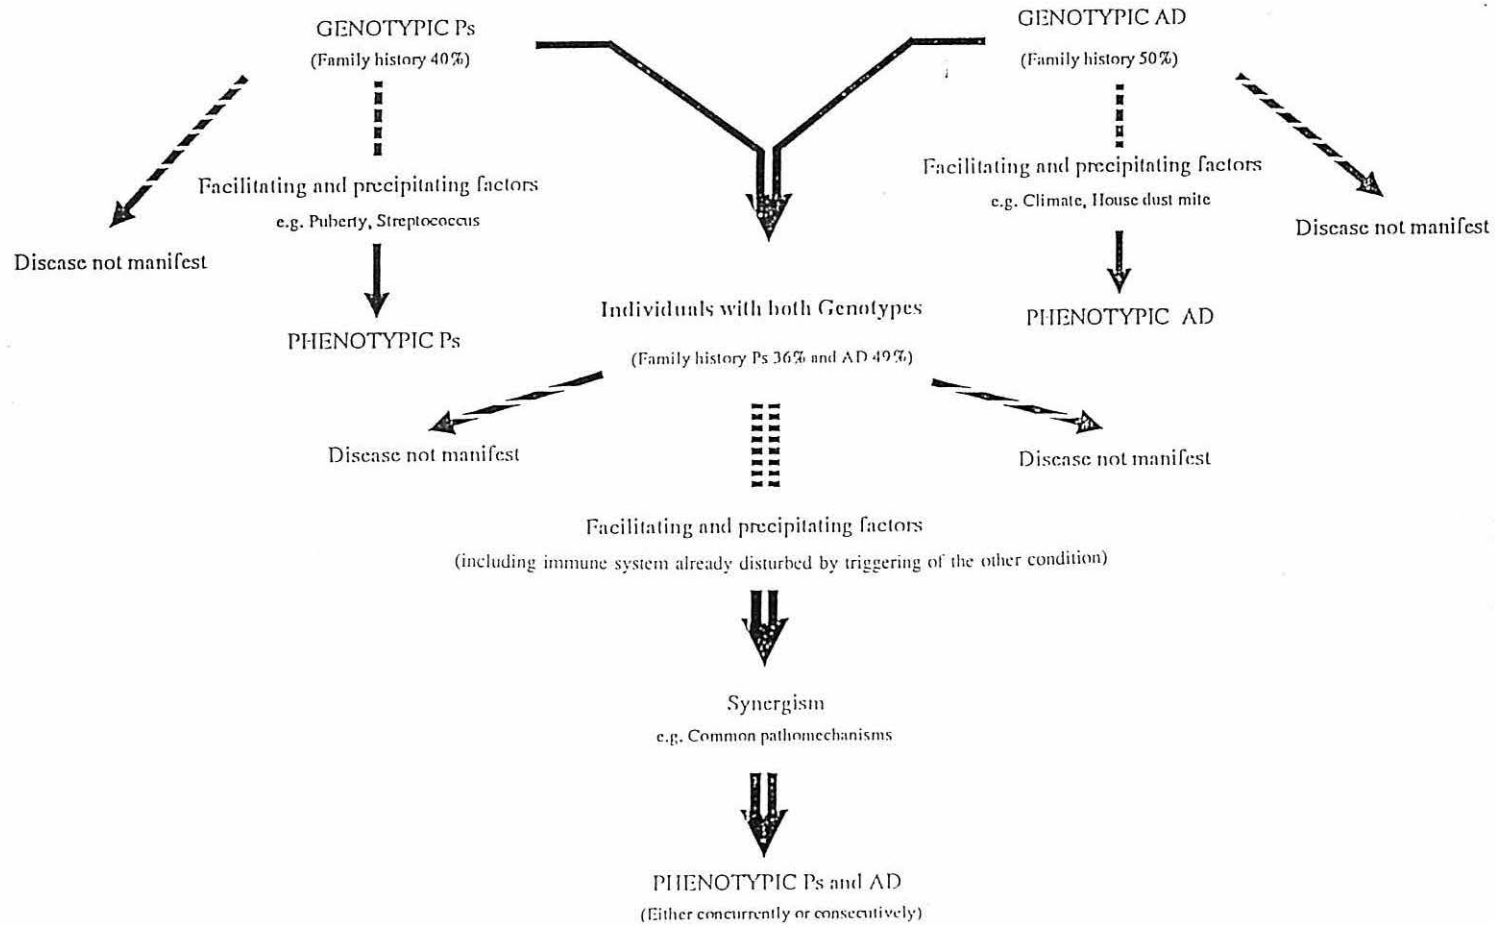 GENOTYPIC Ps
(Family history 40%)
GENOTYPIC AD
(Family history 50%)
Facilitating and precipitating factors
e.g. Puberty, Streptococcus
Facilitating and precipitating factors
e.g. Climate, House dust mite
Disease not manifest
Disease not manifest
PHENOTYPIC Ps
Individuals with both Genotypes
(Family history Ps 36% and AD 49%)
PHENOTYPIC AD
Disease not manifest
Disease not manifest
Facilitating and precipitating factors
(including immune system already disturbed by triggering of the other condition)
Synergism
e.g. Common pathomechanisms
PHENOTYPIC Ps and AD
(Either concurrently or consecutively)